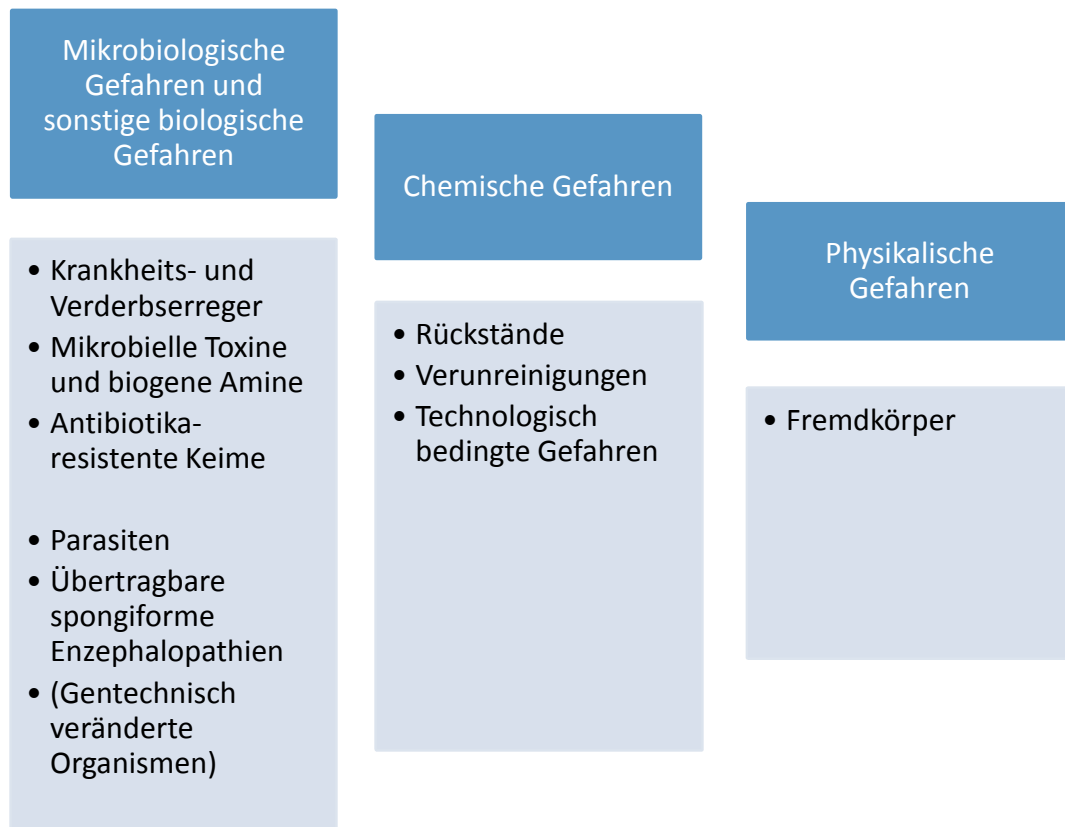 Mikrobiologische
Gefahren und
sonstige biologische
Gefahren
• Krankheits- und
Verderbserreger
• Mikrobielle Toxine
und biogene Amine
• Antibiotika-
resistente Keime
• Parasiten
• Übertragbare
spongiforme
Enzephalopathien
• (Gentechnisch
veränderte
Organismen)
Chemische Gefahren
• Rückstände
• Verunreinigungen
• Technologisch
bedingte Gefahren
Physikalische
Gefahren
• Fremdkörper